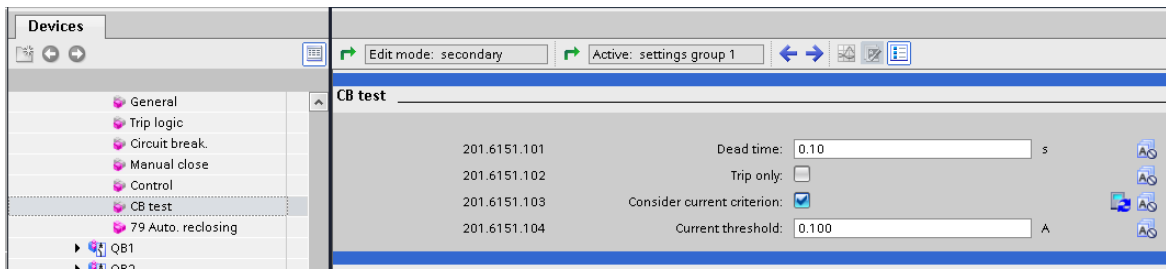 Devices
Edit mode: secondary
Active: settings group 1
General
Trip logic
Circuit break.
Manual close
Control
CB test
79 Auto. reclosing
QB1
QB2
CB test
201.6151.101 Dead time: 0.10 s
201.6151.102 Trip only:
201.6151.103 Consider current criterion:
201.6151.104 Current threshold: 0.100 A